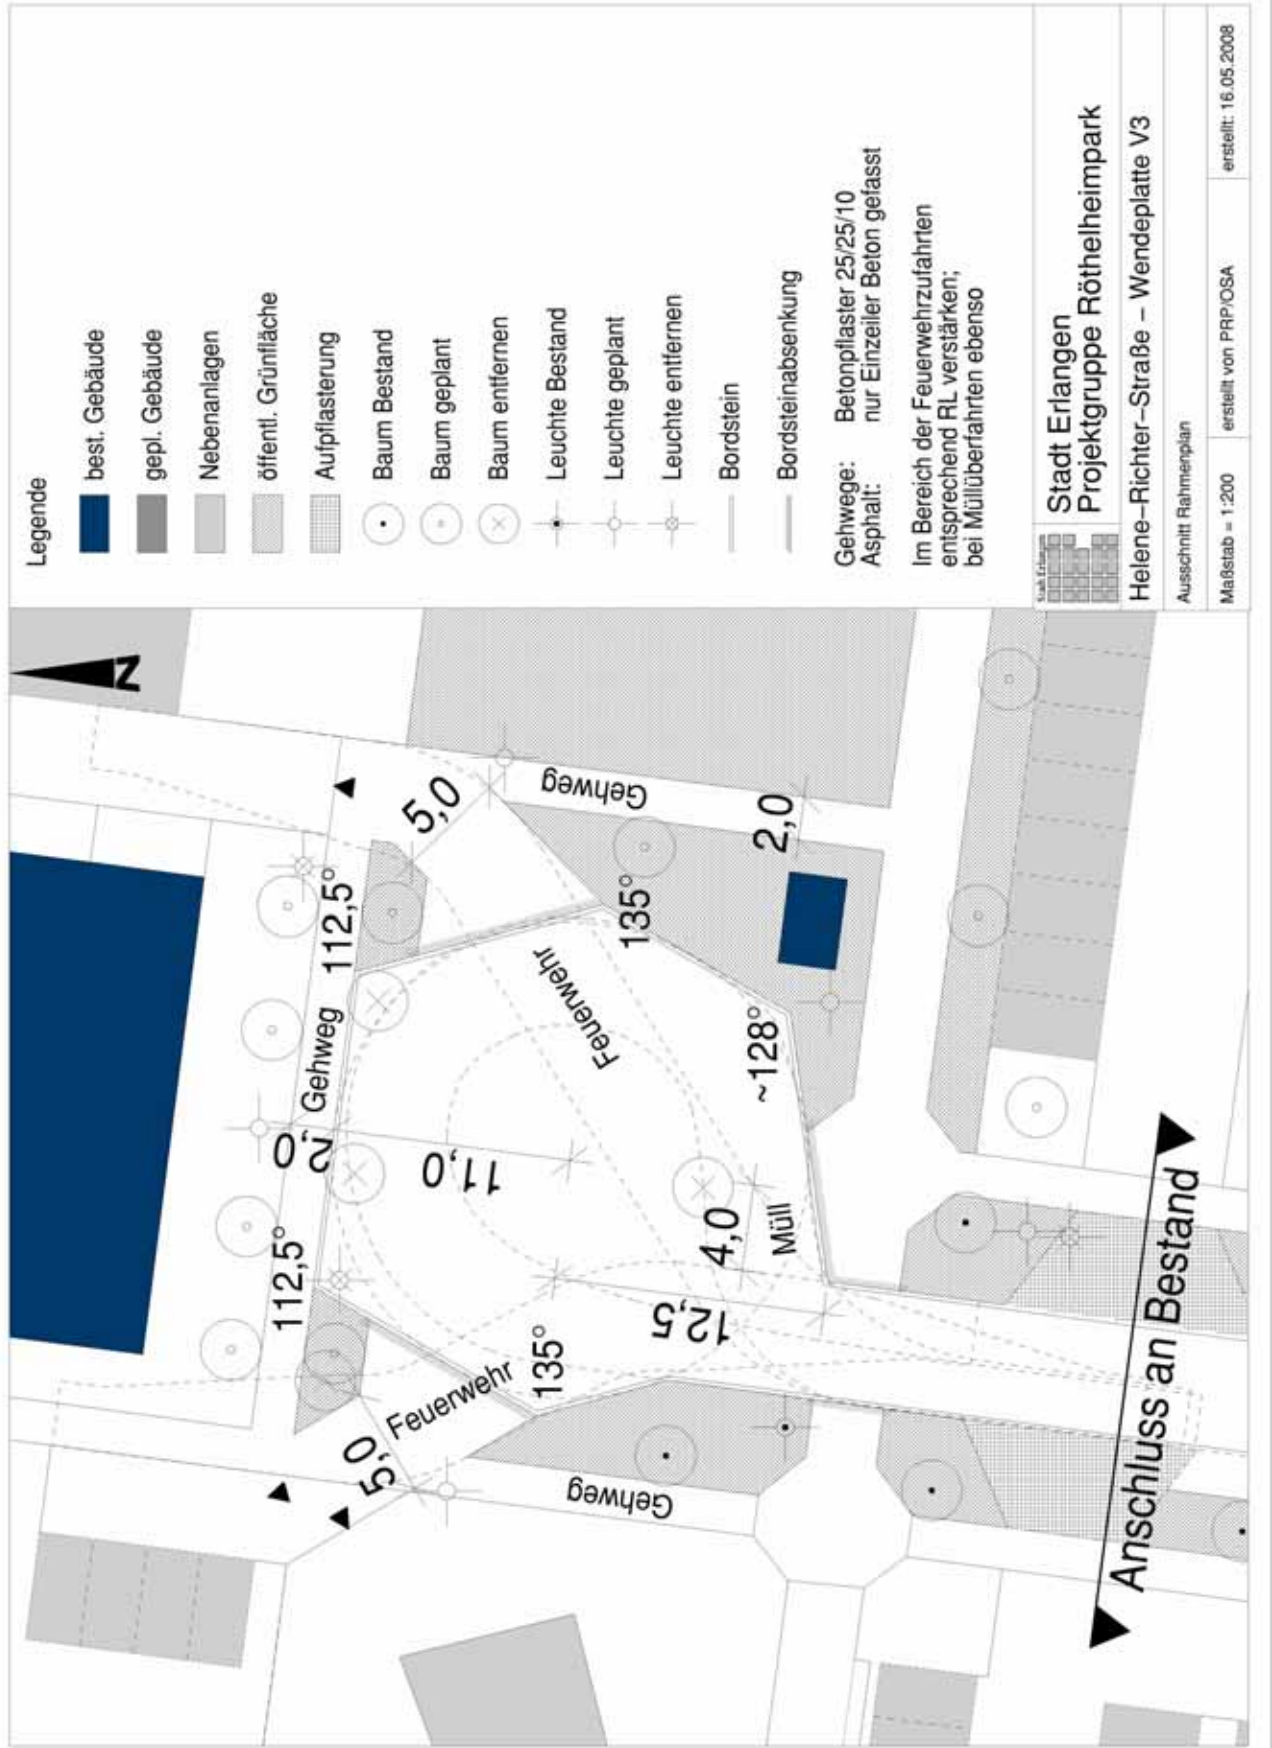 Legende
best. Gebäude
gepl. Gebäude
Nebenanlagen
öffentl. Grünfläche
Aufpflasterung
Baum Bestand
Baum geplant
Baum entfernen
Leuchte Bestand
Leuchte geplant
Leuchte entfernen
Bordstein
Bordsteinabsenkung
Gehwege: Betonpflaster 25/25/10
Asphalt: nur Einzeiler Beton gefasst
Im Bereich der Feuerwehrzufahrten
entsprechend RL verstärken;
bei Müllüberfahrten ebenso
Stadt Erlangen
Stadt Erlangen
Projektgruppe Röthelheimpark
Helene-Richter-Straße - Wendeplatte V3
Ausschnitt Rahmenplan
Maßstab = 1:200
erstellt von PRP/OSA
erstellt: 16.05.2008
N
5,0
Gehweg
2,0
112,5°
135°
Gehweg
Feuerwehr
~128°
2,0
11,0
4,0
Müll
112,5°
12,5
135°
Feuerwehr
5,0
Gehweg
Anschluss an Bestand